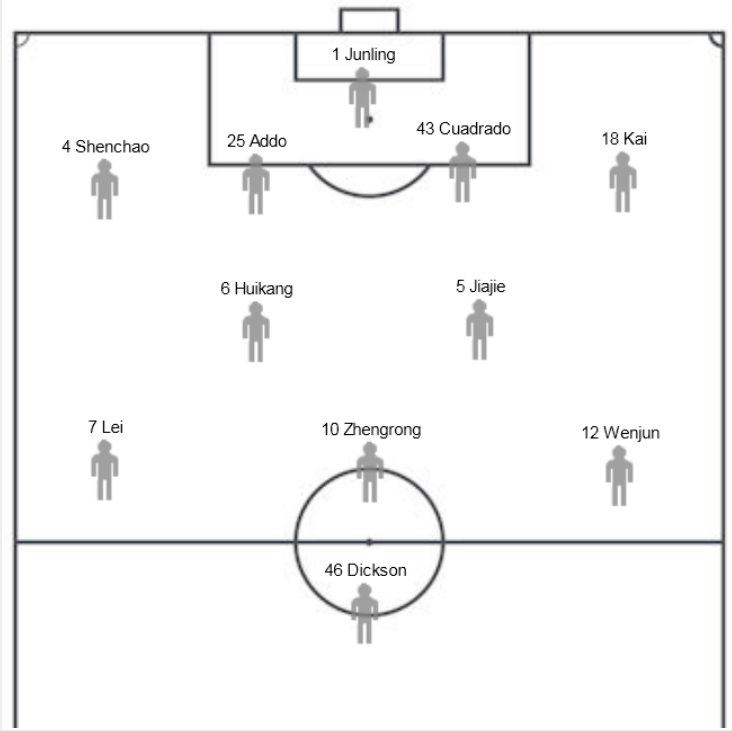 1 Junling
43 Cuadrado
25 Addo
18 Kai
4 Shenchao
6 Huikang
5 Jiajie
7 Lei
10 Zhengrong
12 Wenjun
46 Dickson